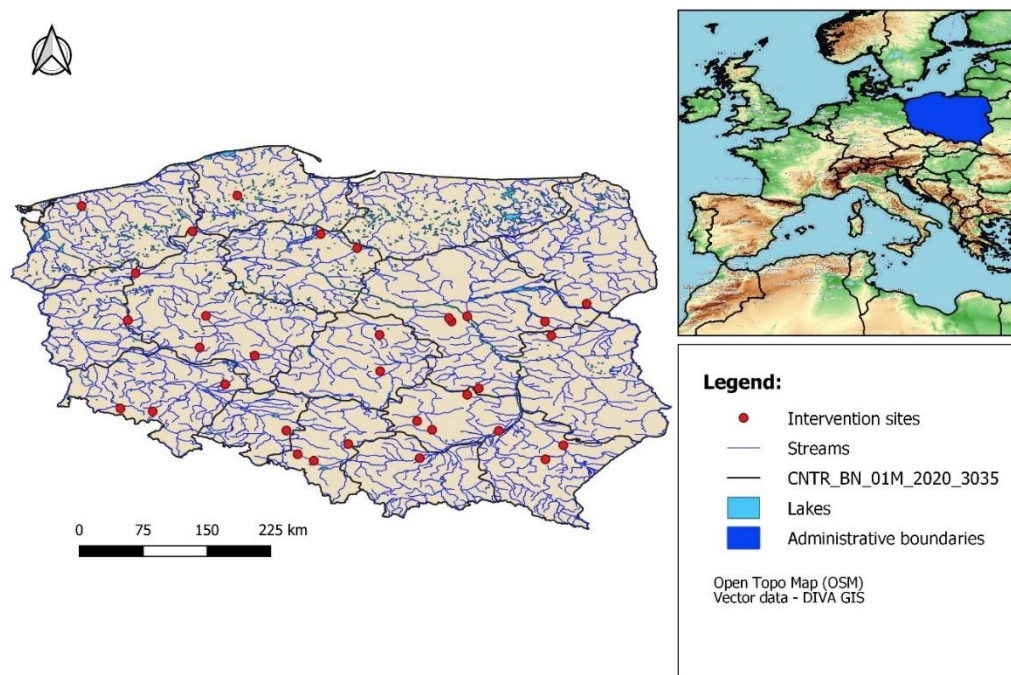 0 75 150 225 km
Legend:
Intervention sites
Streams
CNTR_BN_01M_2020_3035
Lakes
Administrative boundaries
Open Topo Map (OSM)
Vector data - DIVA GIS